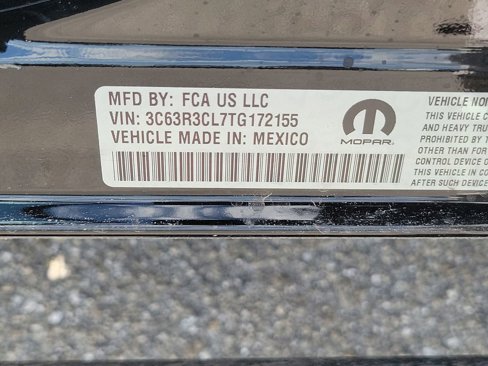 MFD BY: FCA US LLC
VIN: 3C63R3CL7TG172155
VEHICLE MADE IN: MEXICO
MOPAR
VEHICLE NON
THIS VEHICLE C
AND HEAVY TRU
PROHIBITED BY T
OTHER THAN FOR
CONTROL DEVICE O
THIS VEHICLE IN CO
AFTER SUCH DEVICE